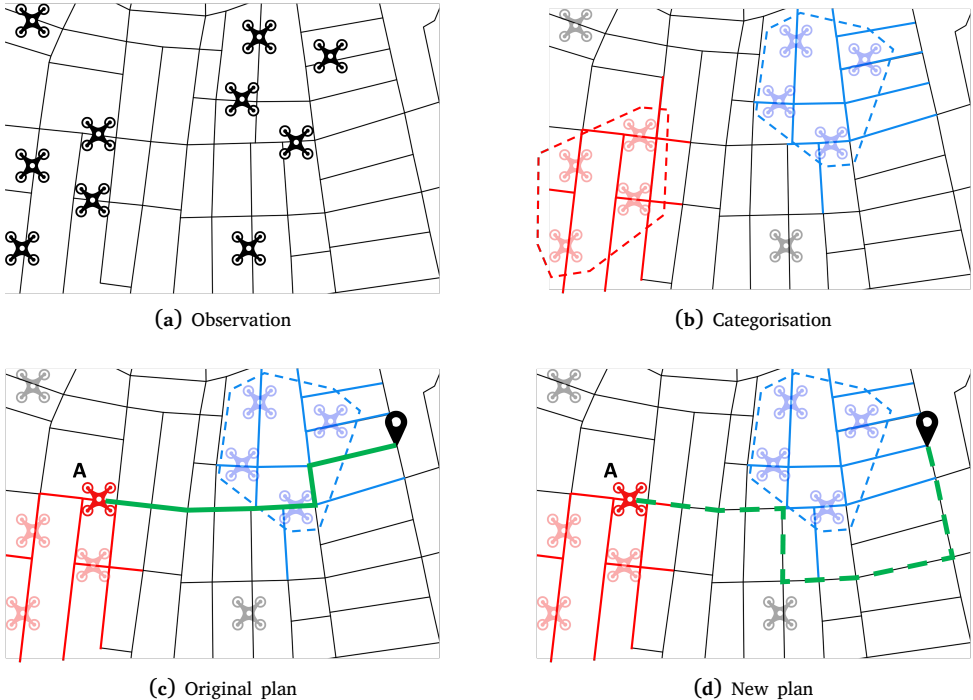 (a) Observation
(b) Categorisation
A
A
(c) Original plan
(d) New plan